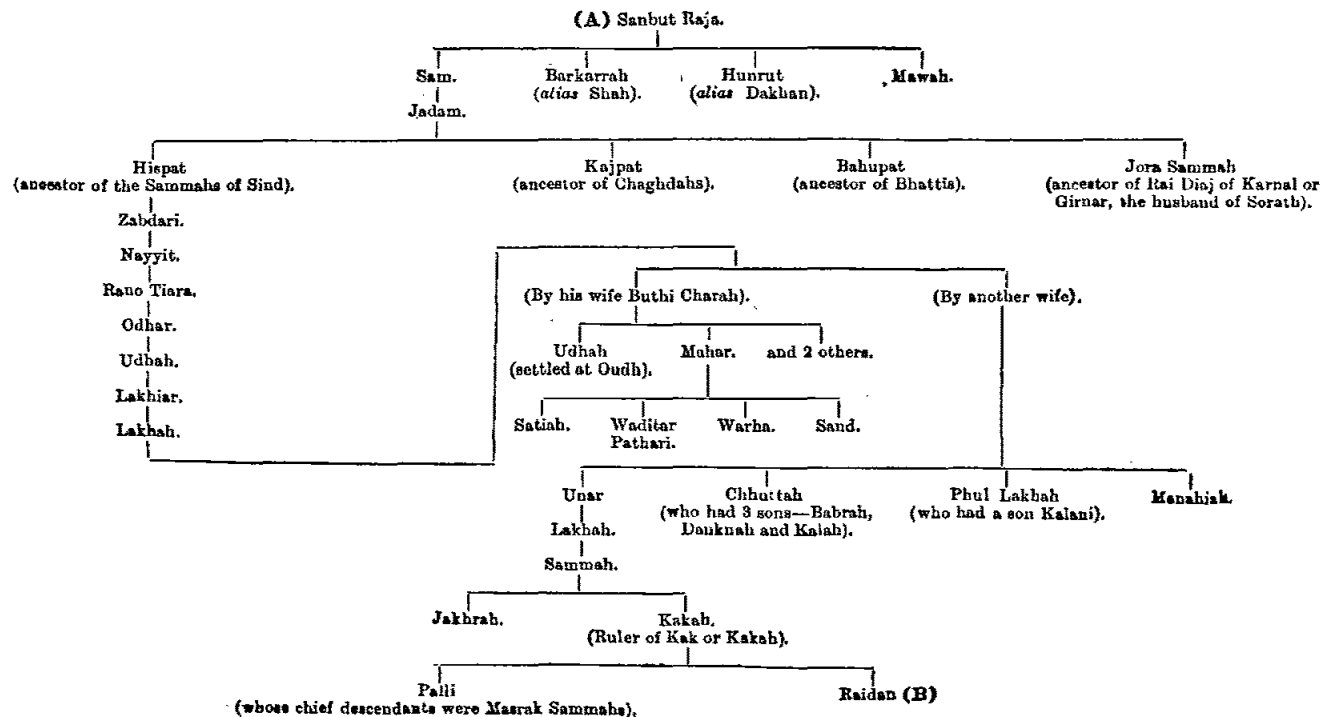 (A) Sanbut Raja.
Sam. Barkarrah Hunrut Mawah.
(alias Shah). (alias Dakhan).
Jadam.
Hispat Kajpat Bahupat Jora Sammah
(ancestor of the Sammahs of Sind). (ancestor of Chaghdahs). (ancestor of Bhattis). (ancestor of Rai Diaj of Karnal or
Girnar, the husband of Sorath).
Zabdari.
Nayyit.
Rano Tiara. (By his wife Buthi Charah). (By another wife).
Odhar.
Udhah Mahar. and 2 others.
(settled at Oudh).
Udbah.
Lakhiar.
Satiah. Waditar Warha. Sand.
Pathari.
Lakhah.
Unar Chhuttah Phul Lakhah Manahiah.
(who had 3 sons—Babrah, (who had a son Kalani).
Dauknah and Kalah).
Lakhah.
Sammah.
Jakhrah. Kakah.
(Ruler of Kak or Kakah).
Palli Raidan (B)
(whose chief descendants were Masrak Sammahs),